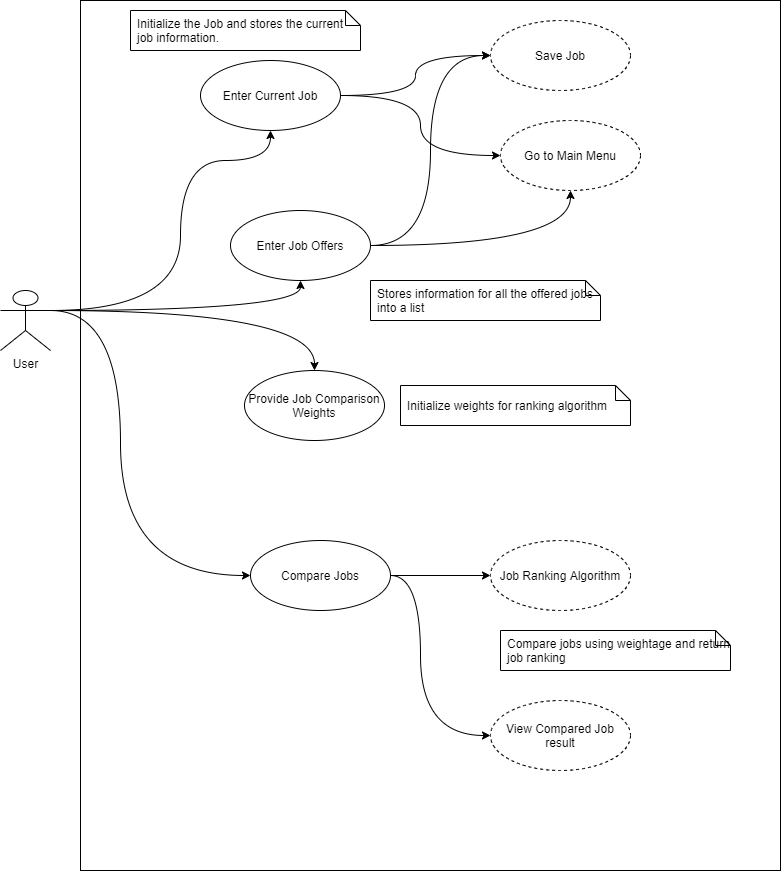 Initialize the Job and stores the current
job information.
Save Job
Enter Current Job
Go to Main Menu
Enter Job Offers
Stores information for all the offered jobs
into a list
User
Provide Job Comparison
Weights
Initialize weights for ranking algorithm
Compare Jobs
Job Ranking Algorithm
Compare jobs using weightage and return
job ranking
View Compared Job
result